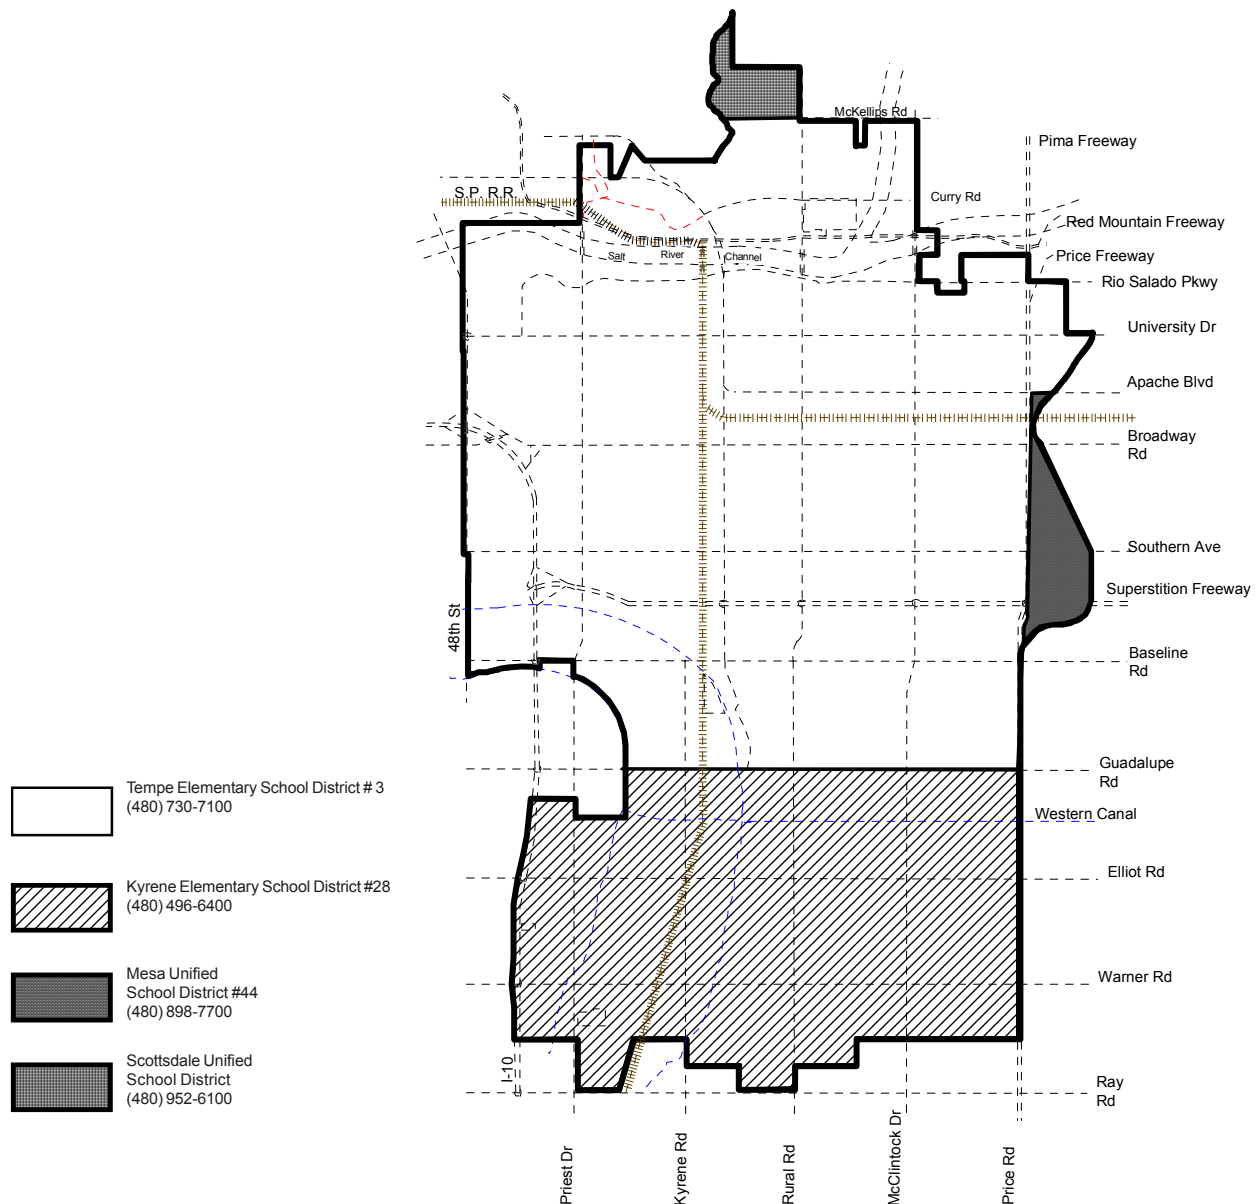 McKellips Rd
Pima Freeway
S.P. R.R.
Curry Rd
Red Mountain Freeway
Salt
River
Channel
Price Freeway
Rio Salado Pkwy
University Dr
Apache Blvd
Broadway
Rd
Southern Ave
Superstition Freeway
48th St
Baseline
Rd
Guadalupe
Rd
Western Canal
Elliot Rd
Warner Rd
Ray
Rd
I-10
Priest Dr
Kyrene Rd
Rural Rd
McClintock Dr
Price Rd
Tempe Elementary School District # 3
(480) 730-7100
Kyrene Elementary School District #28
(480) 496-6400
Mesa Unified
School District #44
(480) 898-7700
Scottsdale Unified
School District
(480) 952-6100